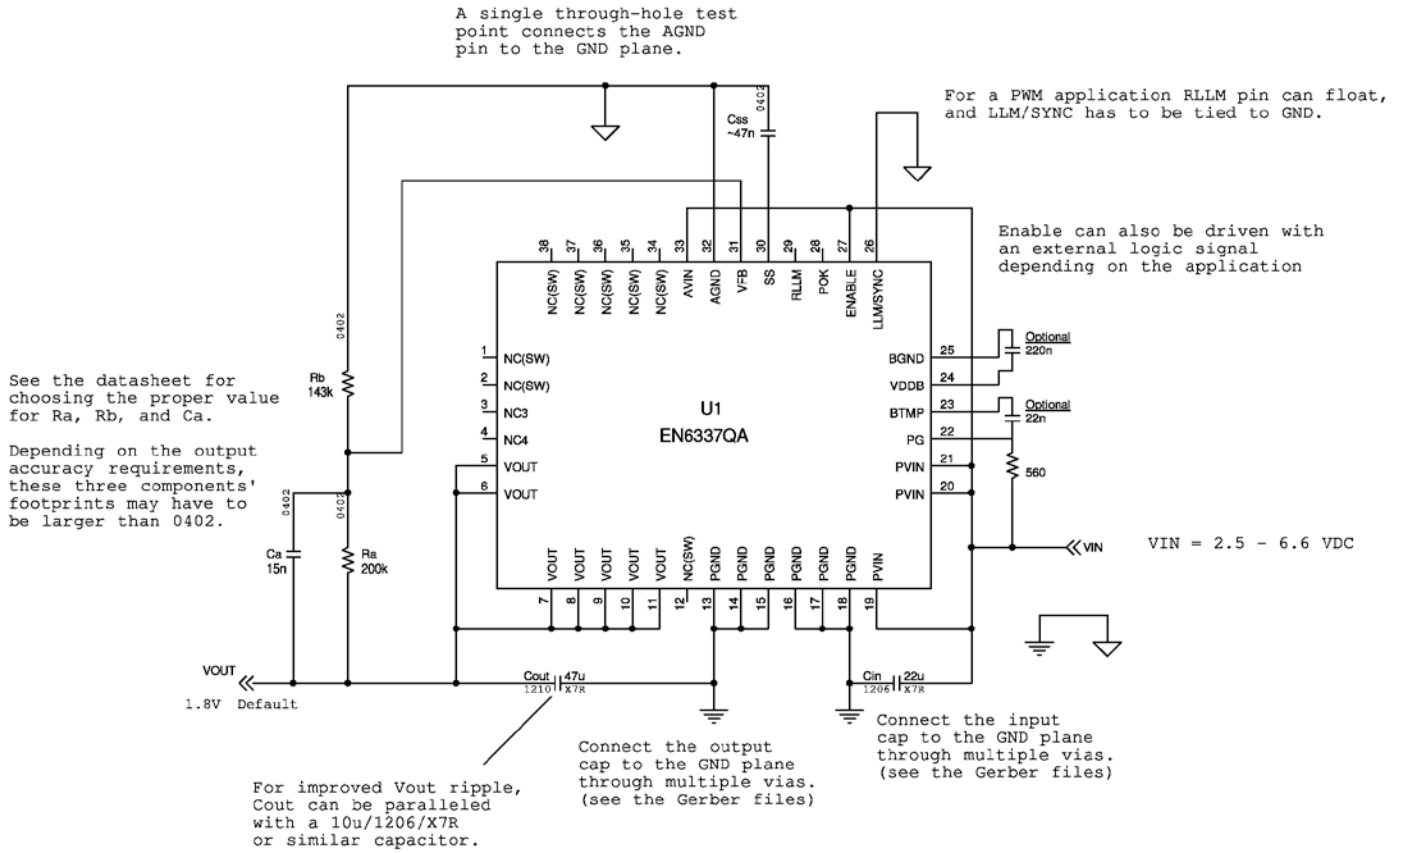 A single through-hole test
point connects the AGND
pin to the GND plane.
For a PWM application RLLM pin can float,
and LLM/SYNC has to be tied to GND.
0402
Css
~47n
Enable can also be driven with
an external logic signal
depending on the application
38
37
36
35
34
33
32
31
30
29
28
27
26
NC(SW)
NC(SW)
NC(SW)
NC(SW)
NC(SW)
AVIN
AGND
VFB
SS
RLLM
POK
ENABLE
LLM/SYNC
0402
Rb
143k
See the datasheet for
choosing the proper value
for Ra, Rb, and Ca.
Depending on the output
accuracy requirements,
these three components'
footprints may have to
be larger than 0402.
1 NC(SW)
2 NC(SW)
3 NC3
4 NC4
5 VOUT
6 VOUT
U1
EN6337QA
BGND 25
VDDB 24
BTMP 23
PG 22
PVIN 21
PVIN 20
Optional
220n
Optional
22n
560
0402
0402
Ca
15n
Ra
200k
VIN
VIN = 2.5 - 6.6 VDC
VOUT
VOUT
VOUT
VOUT
VOUT
NC(SW)
PGND
PGND
PGND
PGND
PGND
PGND
PVIN
7
8
9
10
11
12
13
14
15
16
17
18
19
VOUT
1.8V Default
Cout 47u
1210 X7R
Cin 22u
1206 X7R
Connect the output
cap to the GND plane
through multiple vias.
(see the Gerber files)
Connect the input
cap to the GND plane
through multiple vias.
(see the Gerber files)
For improved Vout ripple,
Cout can be paralleled
with a 10u/1206/X7R
or similar capacitor.